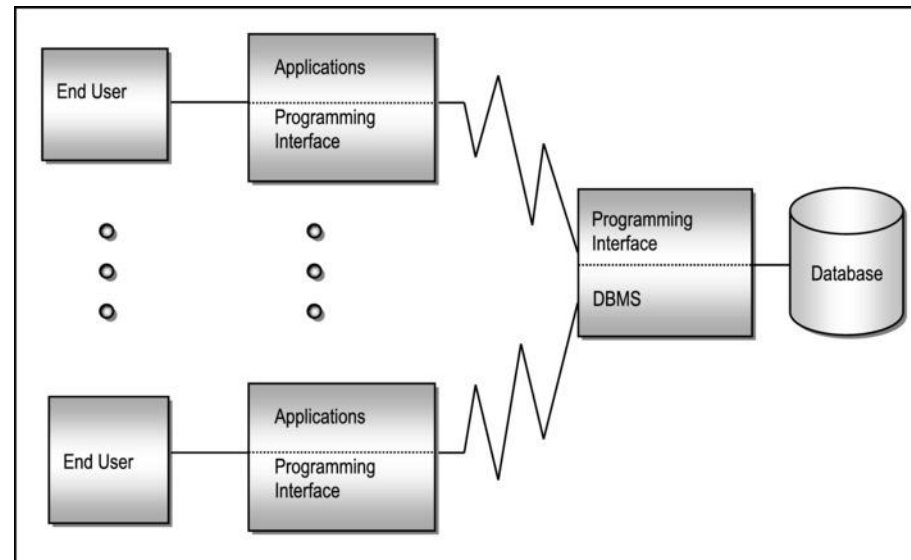 End User
Applications
Programming
Interface
Programming
Interface
DBMS
Database
End User
Applications
Programming
Interface